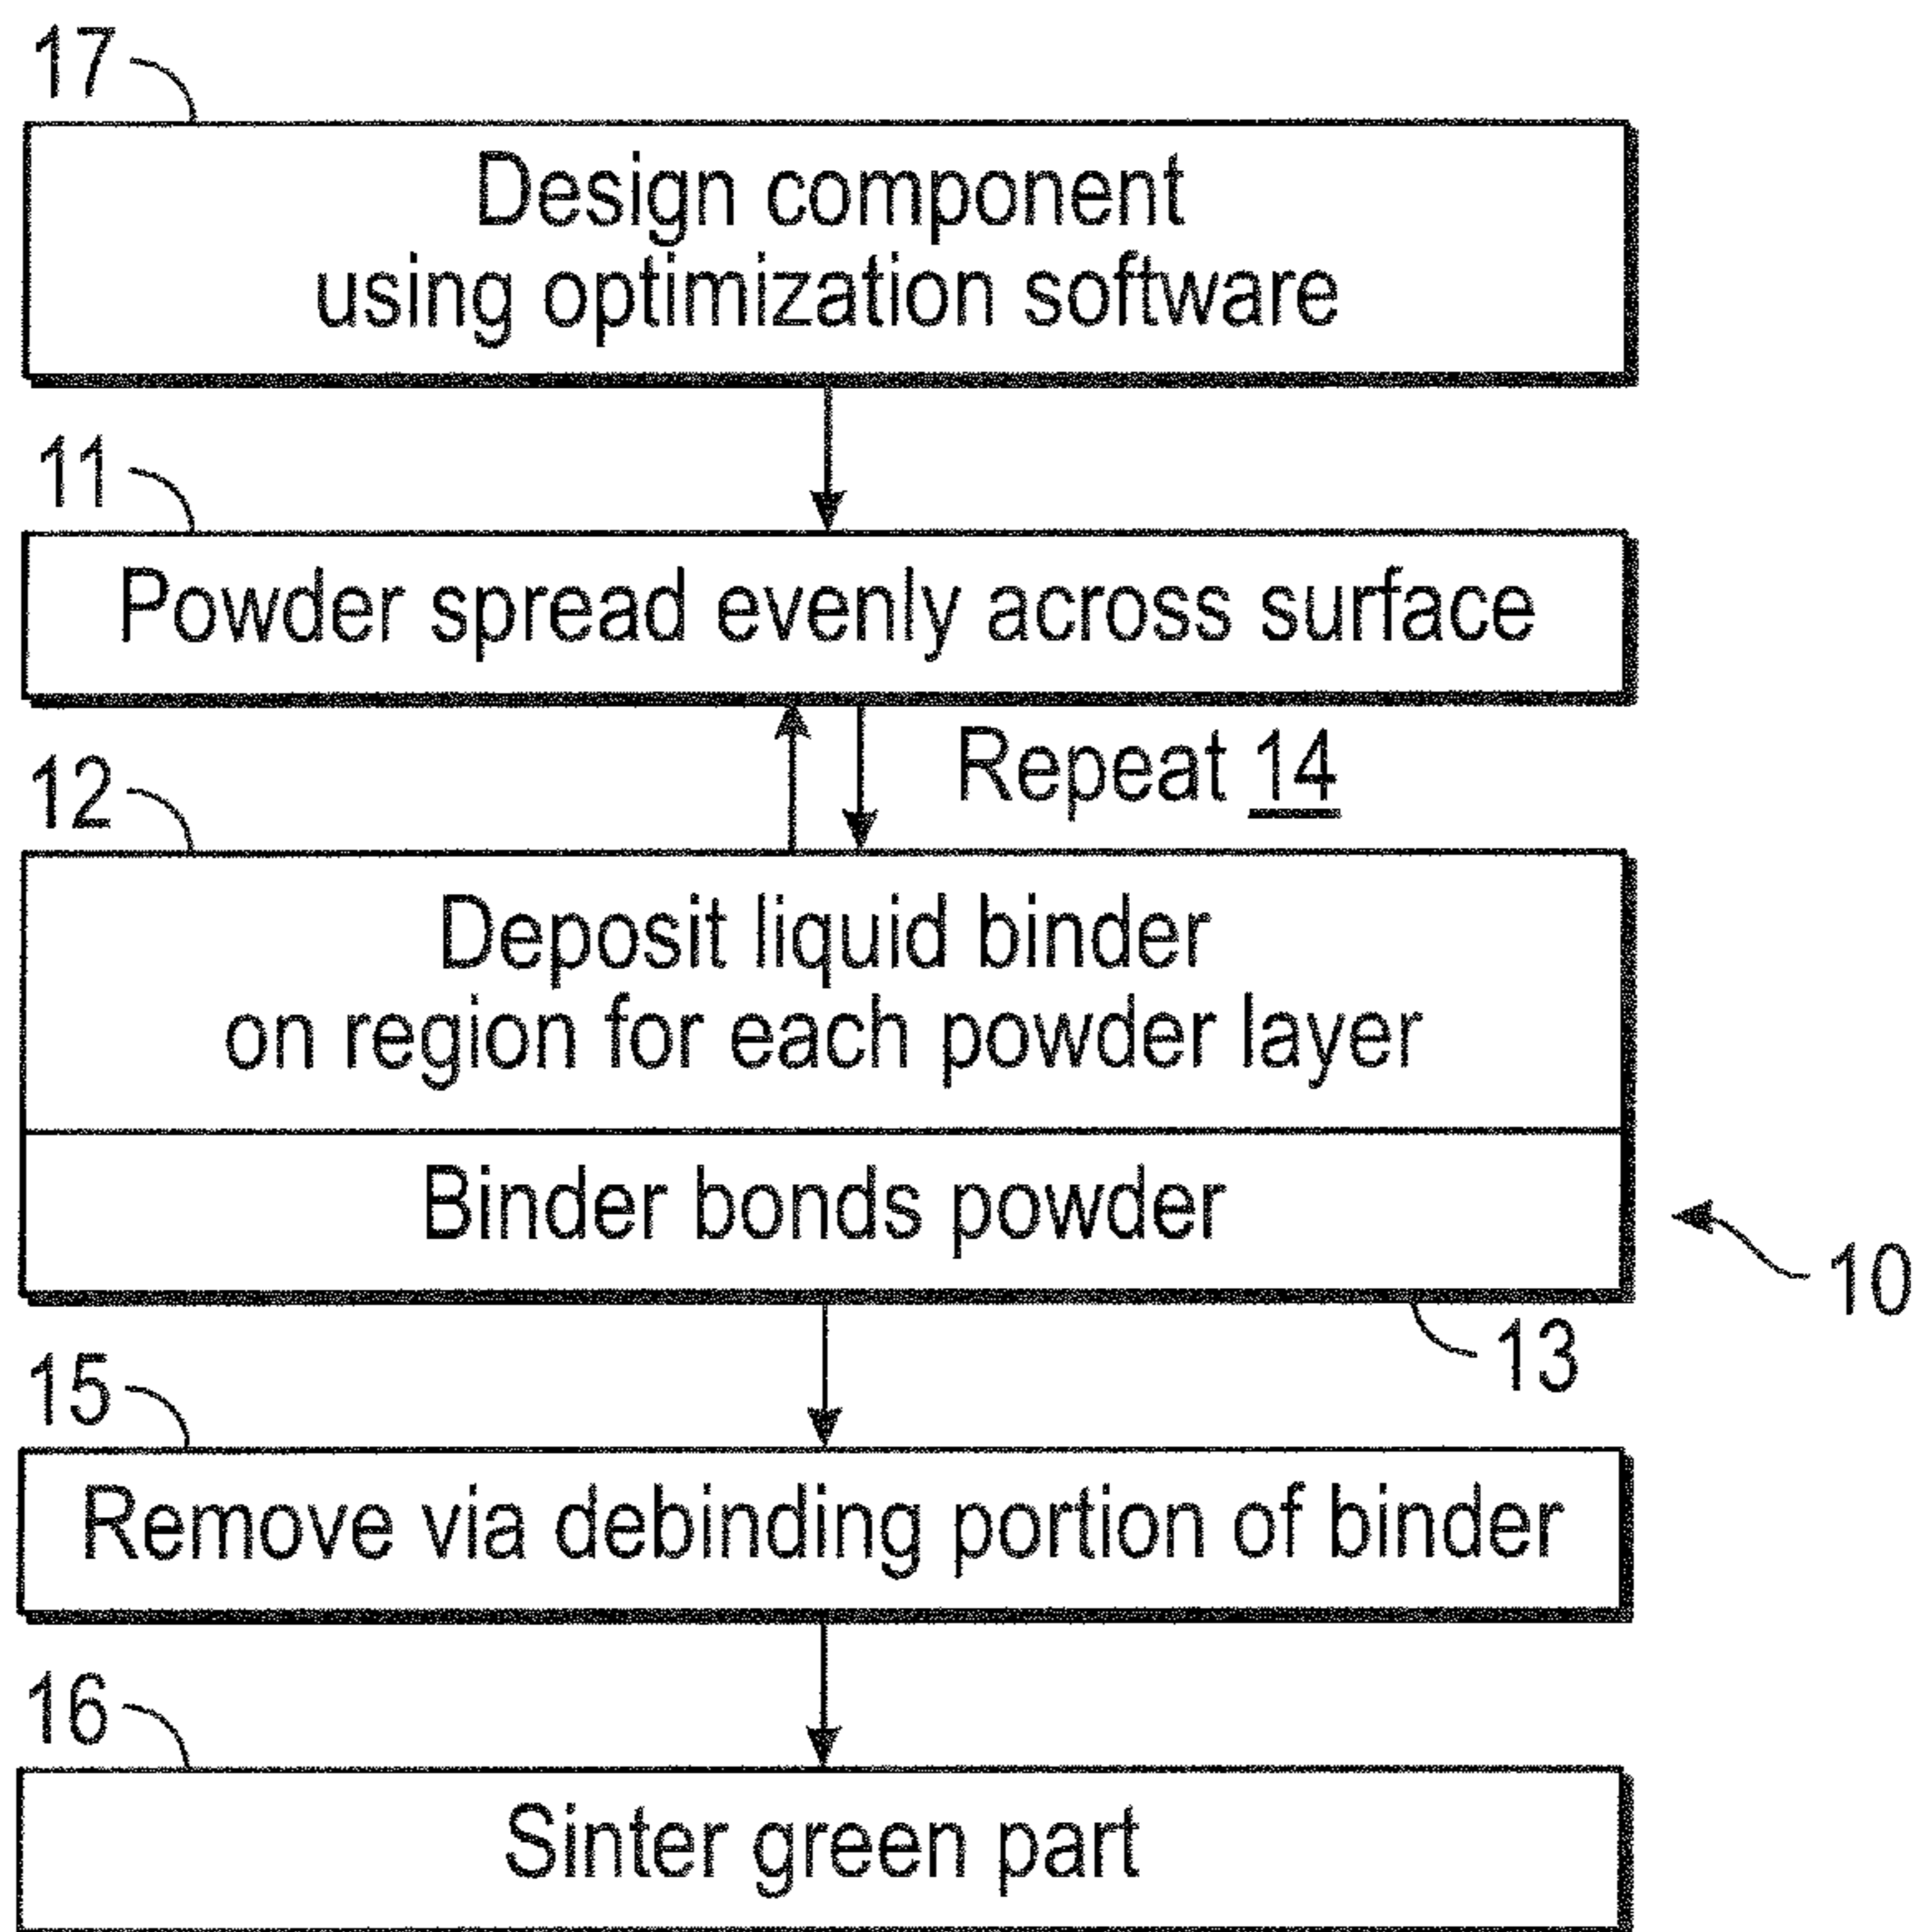 17
Design component
using optimization software
11
Powder spread evenly across surface
Repeat 14
12
Deposit liquid binder
on region for each powder layer
Binder bonds powder
10
13
15
Remove via debinding portion of binder
16
Sinter green part